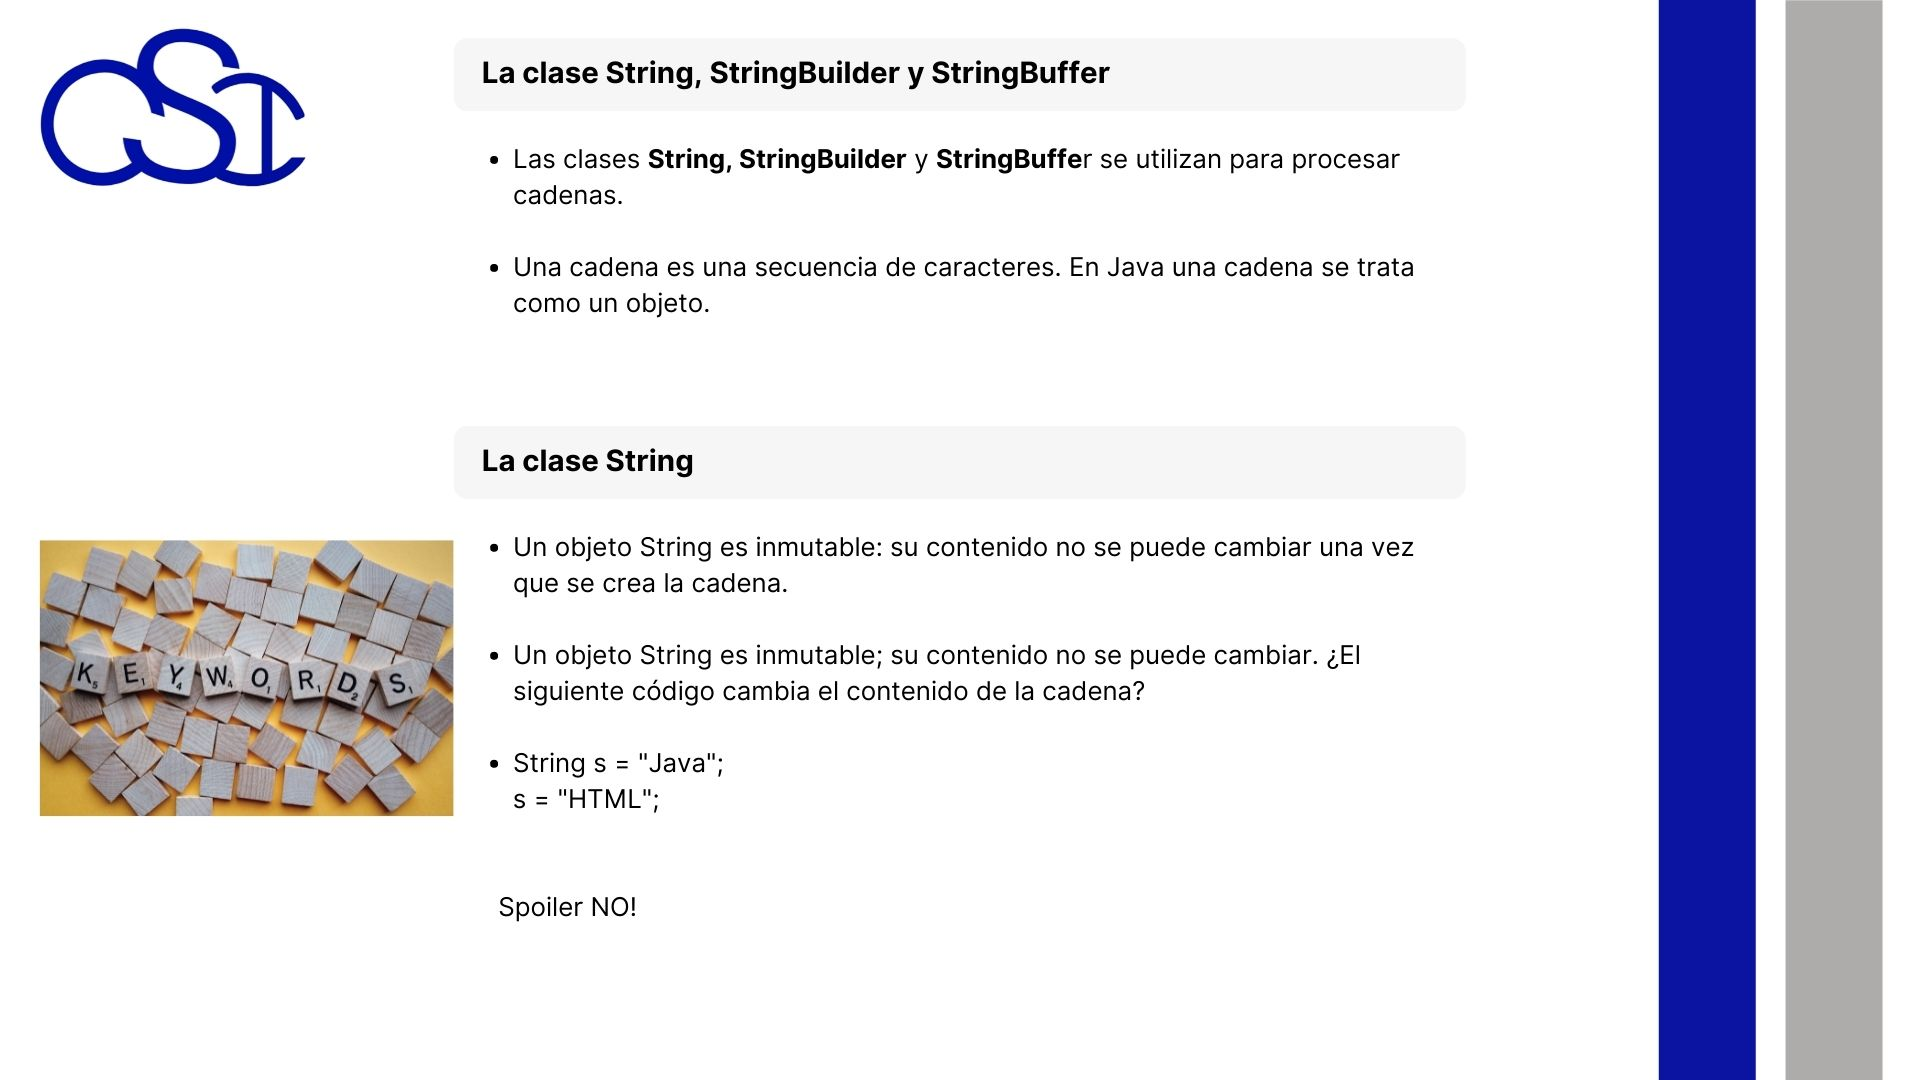 CSI
La clase String, StringBuilder y StringBuffer
Las clases String, StringBuilder y StringBuffer se utilizan para procesar
cadenas.
Una cadena es una secuencia de caracteres. En Java una cadena se trata
como un objeto.
La clase String
Un objeto String es inmutable: su contenido no se puede cambiar una vez
que se crea la cadena.
Un objeto String es inmutable; su contenido no se puede cambiar. ¿El
siguiente código cambia el contenido de la cadena?
String s = "Java";
s = "HTML";
Spoiler NO!
KEYWORDS